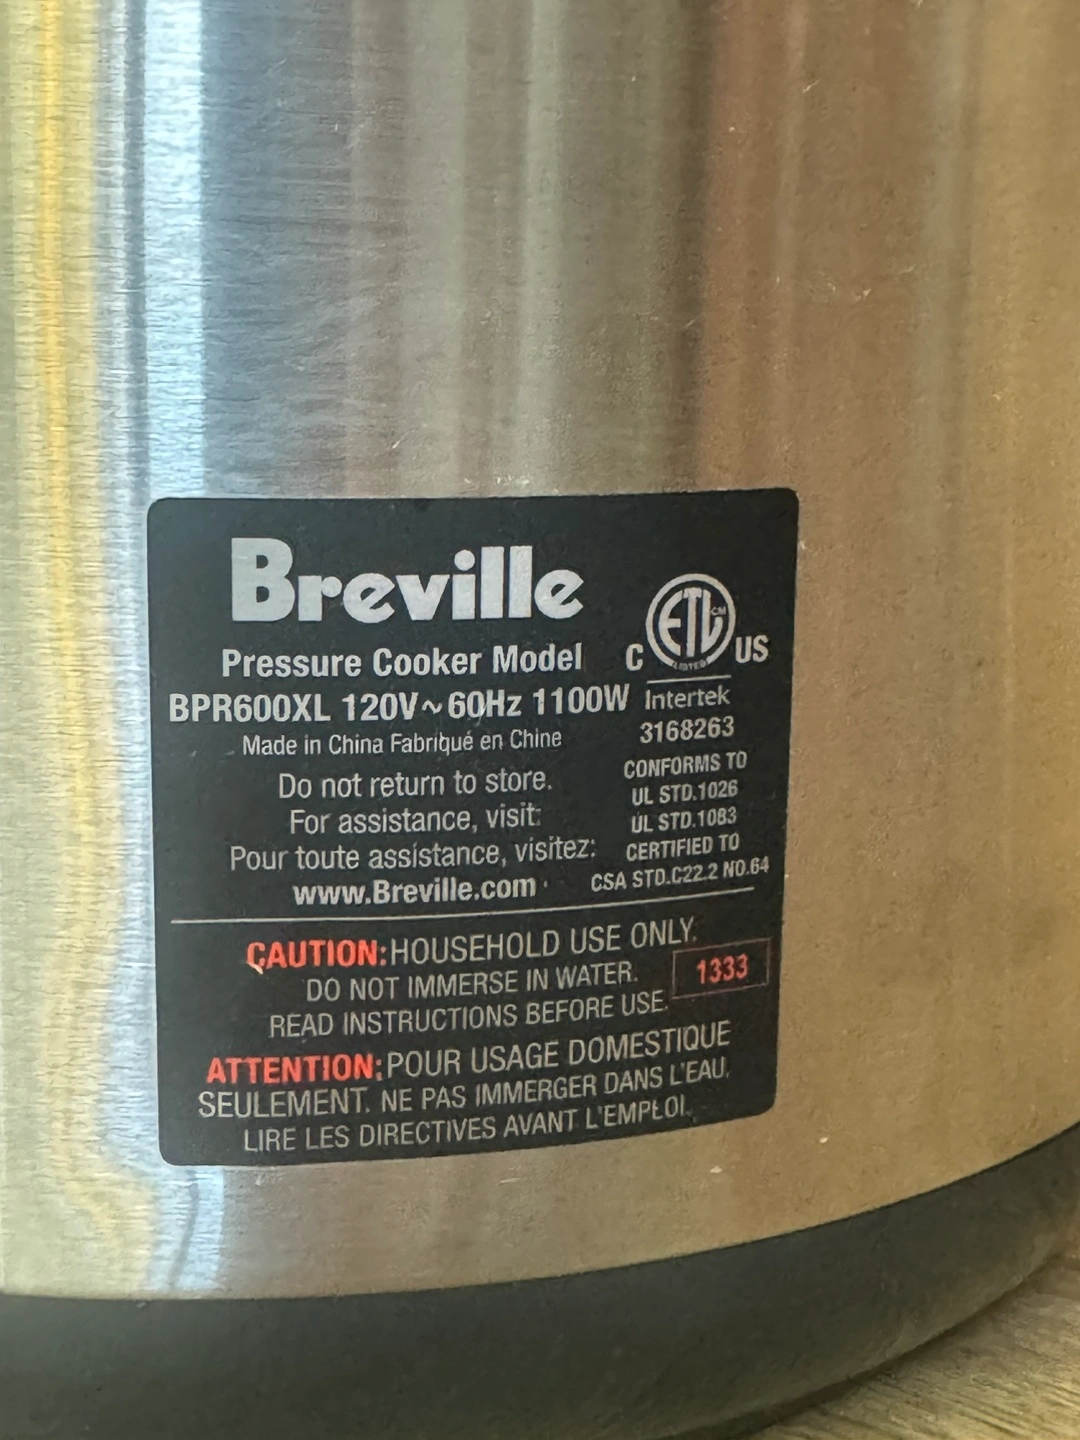 Breville
Pressure Cooker Model
BPR600XL 120V~60Hz 1100W
Made in China Fabriqué en Chine
Do not return to store.
For assistance, visit:
Pour toute assistance, visitez:
www.Breville.com
ETL CM
LISTED
C US
Intertek
3168263
CONFORMS TO
UL STD.1026
UL STD.1083
CERTIFIED TO
CSA STD.C22.2 NO.64
CAUTION: HOUSEHOLD USE ONLY.
DO NOT IMMERSE IN WATER.
READ INSTRUCTIONS BEFORE USE.
1333
ATTENTION: POUR USAGE DOMESTIQUE
SEULEMENT. NE PAS IMMERGER DANS L'EAU.
LIRE LES DIRECTIVES AVANT L'EMPLOI.